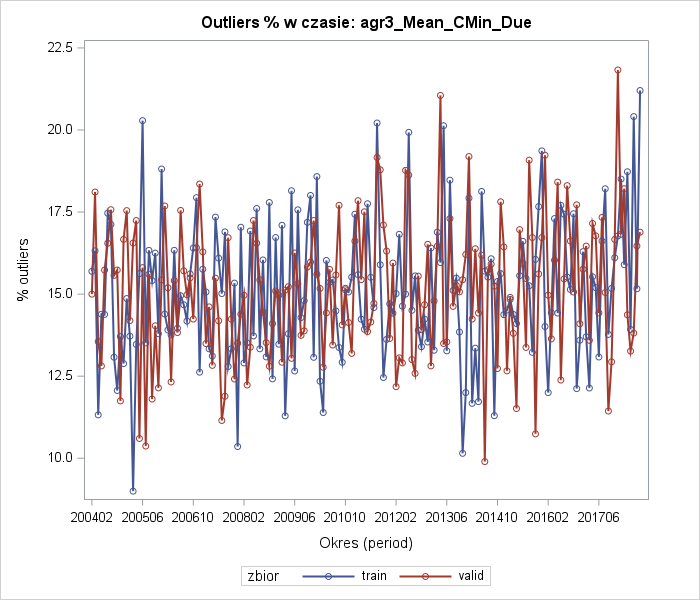 Outliers % w czasie: agr3_Mean_CMin_Due
22.5
20.0
17.5
15.0
12.5
10.0
% outliers
200402 200506 200610 200802 200906 201010 201202 201306 201410 201602 201706
Okres (period)
zbior train valid